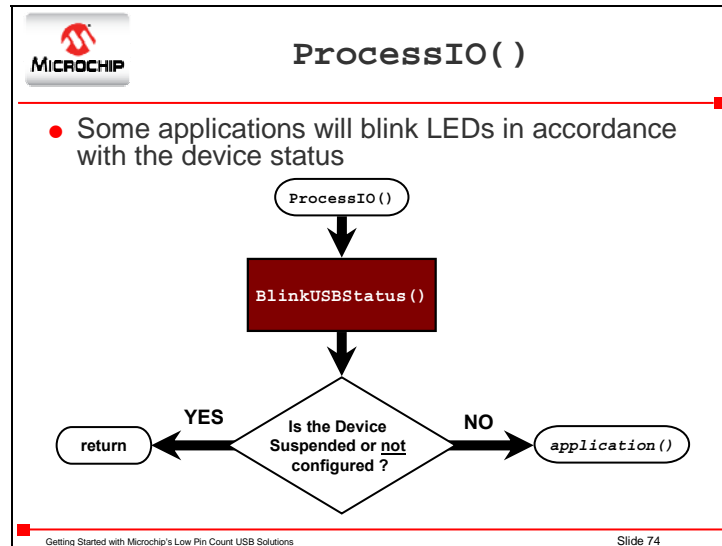 MICROCHIP
ProcessIO()
Some applications will blink LEDs in accordance
with the device status
ProcessIO()
BlinkUSBStatus()
Is the Device
Suspended or not
configured ?
YES
return
NO
application()
Getting Started with Microchip's Low Pin Count USB Solutions
Slide 74